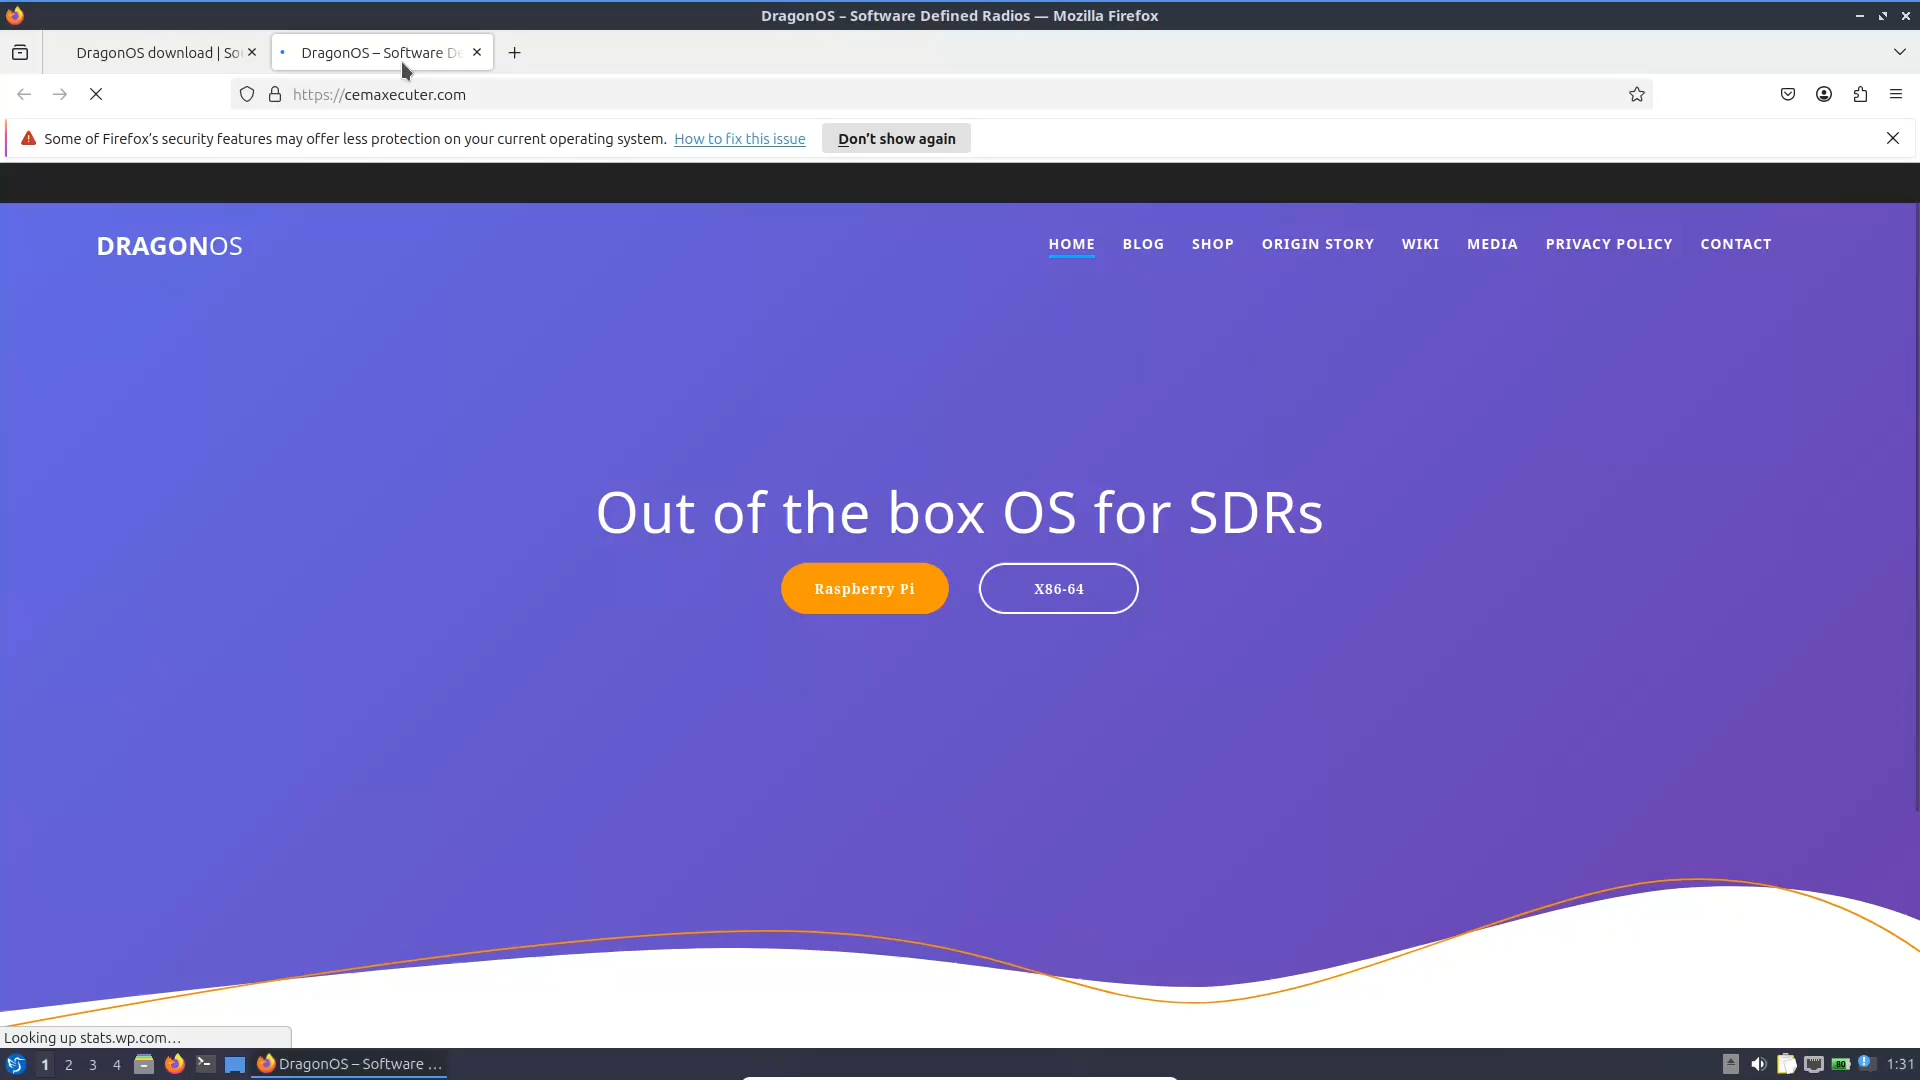 DragonOS – Software Defined Radios — Mozilla Firefox
DragonOS download | So
DragonOS – Software De
https://cemaxecuter.com
Some of Firefox's security features may offer less protection on your current operating system. How to fix this issue Don't show again
DRAGONOS
HOME BLOG SHOP ORIGIN STORY WIKI MEDIA PRIVACY POLICY CONTACT
Out of the box OS for SDRs
Raspberry Pi X86-64
Looking up stats.wp.com…
1 2 3 4 DragonOS – Software … 80 1:31